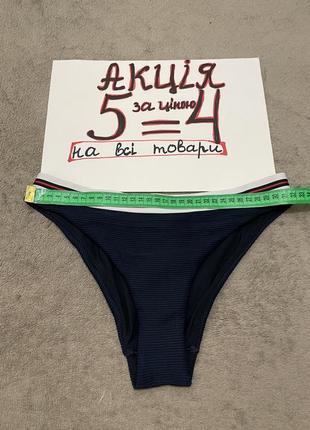 АКЦІЯ
5 за ціною = 4
на всі товари